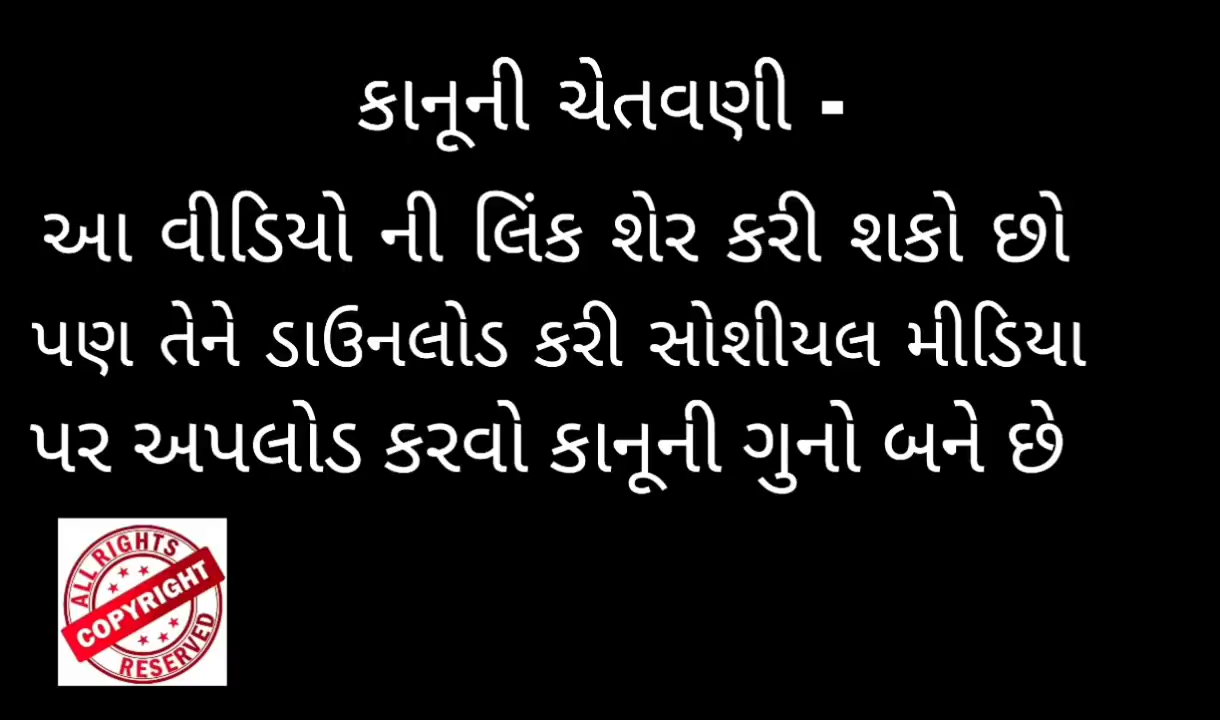 કાનૂની ચેતવણી -
આ વીડિયો ની લિંક શેર કરી શકો છો
પણ તેને ડાઉનલોડ કરી સોશીયલ મીડિયા
પર અપલોડ કરવો કાનૂની ગુનો બને છે
ALL RIGHTS
COPYRIGHT
RESERVED